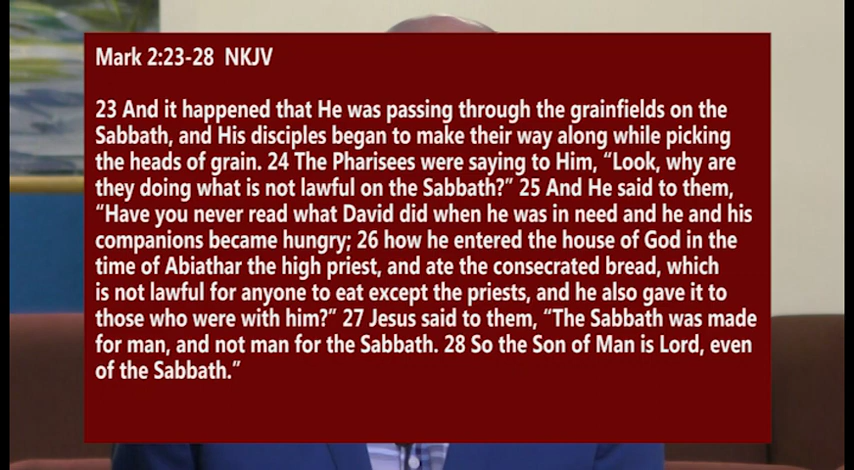 Mark 2:23-28 NKJV
23 And it happened that He was passing through the grainfields on the
Sabbath, and His disciples began to make their way along while picking
the heads of grain. 24 The Pharisees were saying to Him, “Look, why are
they doing what is not lawful on the Sabbath?” 25 And He said to them,
“Have you never read what David did when he was in need and he and his
companions became hungry; 26 how he entered the house of God in the
time of Abiathar the high priest, and ate the consecrated bread, which
is not lawful for anyone to eat except the priests, and he also gave it to
those who were with him?” 27 Jesus said to them, “The Sabbath was made
for man, and not man for the Sabbath. 28 So the Son of Man is Lord, even
of the Sabbath.”